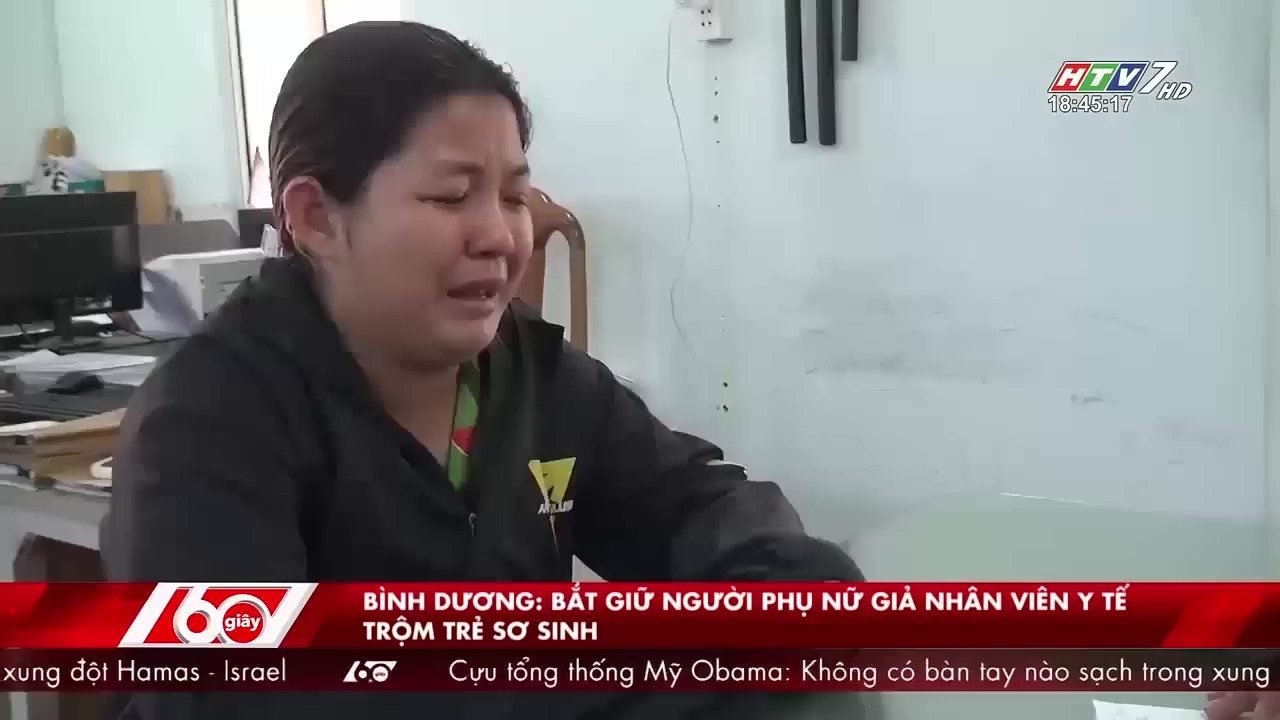 HTV7 HD
18:45:17
60 giây
BÌNH DƯƠNG: BẮT GIỮ NGƯỜI PHỤ NỮ GIẢ NHÂN VIÊN Y TẾ
TRỘM TRẺ SƠ SINH
xung đột Hamas - Israel 60 giây Cựu tổng thống Mỹ Obama: Không có bàn tay nào sạch trong xung